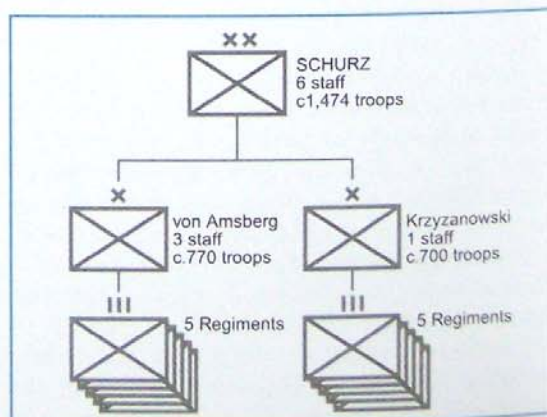 ××
SCHURZ
6 staff
c1,474 troops
×
von Amsberg
3 staff
c.770 troops
×
Krzyzanowski
1 staff
c.700 troops
III
5 Regiments
III
5 Regiments